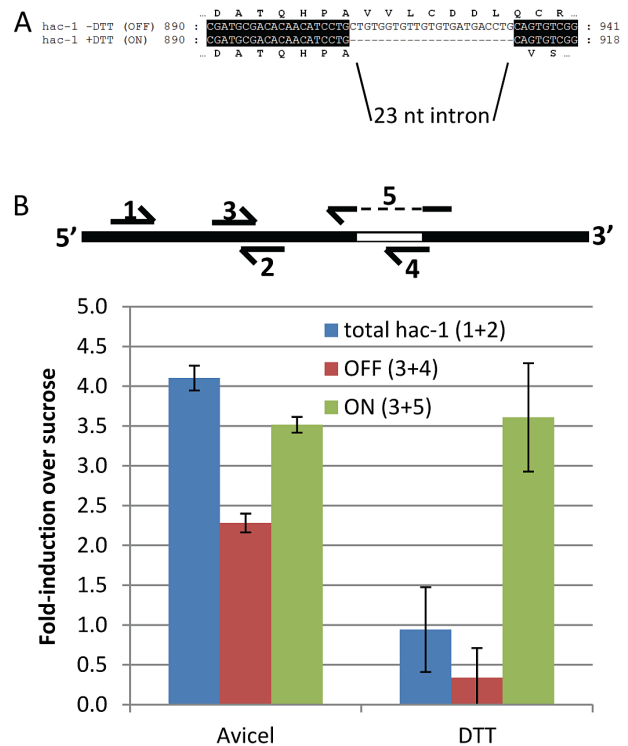 A
... D A T Q H P A V V L C D D L Q C R ...
hac-1 -DTT (OFF) 890 : CGATGCGACACAACATCCTGCTGTGGTGTTGTGTGATGACCTGCAGTGTCGG : 941
hac-1 +DTT (ON) 890 : CGATGCGACACAACATCCTG-----------------------CAGTGTCGG : 918
... D A T Q H P A V S ...
23 nt intron
B
1 3 5
5’ 3’
2 4
5.0
4.5
4.0
3.5
3.0
2.5
2.0
1.5
1.0
0.5
0.0
Fold-induction over sucrose
total hac-1 (1+2)
OFF (3+4)
ON (3+5)
Avicel DTT